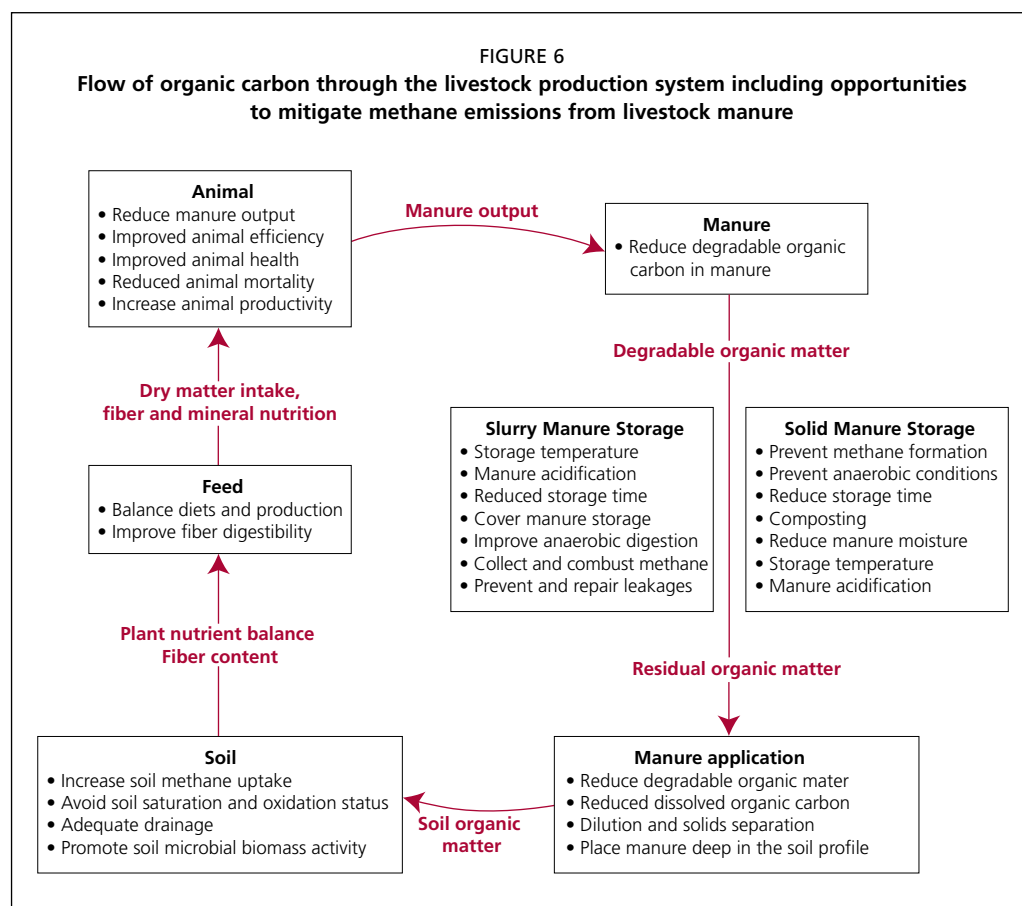 FIGURE 6
Flow of organic carbon through the livestock production system including opportunities
to mitigate methane emissions from livestock manure
Animal
• Reduce manure output
• Improved animal efficiency
• Improved animal health
• Reduced animal mortality
• Increase animal productivity
Manure output
Manure
• Reduce degradable organic
carbon in manure
Degradable organic matter
Dry matter intake,
fiber and mineral nutrition
Slurry Manure Storage
• Storage temperature
• Manure acidification
• Reduced storage time
• Cover manure storage
• Improve anaerobic digestion
• Collect and combust methane
• Prevent and repair leakages
Solid Manure Storage
• Prevent methane formation
• Prevent anaerobic conditions
• Reduce storage time
• Composting
• Reduce manure moisture
• Storage temperature
• Manure acidification
Feed
• Balance diets and production
• Improve fiber digestibility
Plant nutrient balance
Fiber content
Residual organic matter
Soil
• Increase soil methane uptake
• Avoid soil saturation and oxidation status
• Adequate drainage
• Promote soil microbial biomass activity
Soil organic
matter
Manure application
• Reduce degradable organic mater
• Reduced dissolved organic carbon
• Dilution and solids separation
• Place manure deep in the soil profile